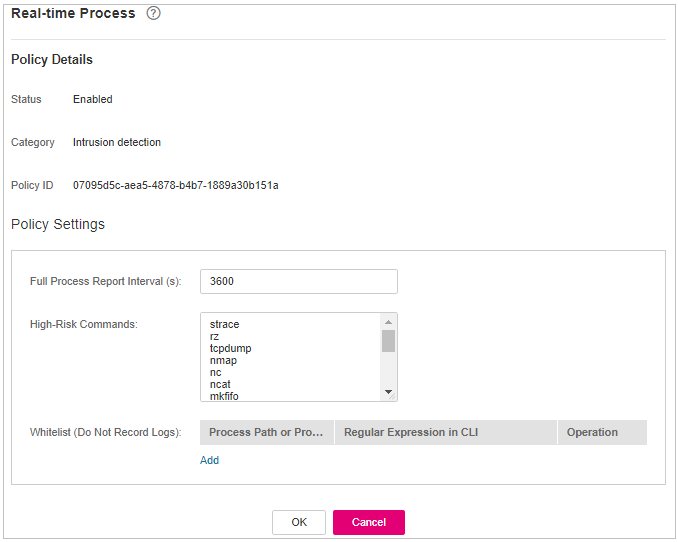 Real-time Process ?
Policy Details
Status Enabled
Category Intrusion detection
Policy ID 07095d5c-aea5-4878-b4b7-1889a30b151a
Policy Settings
Full Process Report Interval (s): 3600
High-Risk Commands: strace
rz
tcpdump
nmap
nc
ncat
mkfifo
Whitelist (Do Not Record Logs): Process Path or Pro... Regular Expression in CLI Operation
Add
OK Cancel